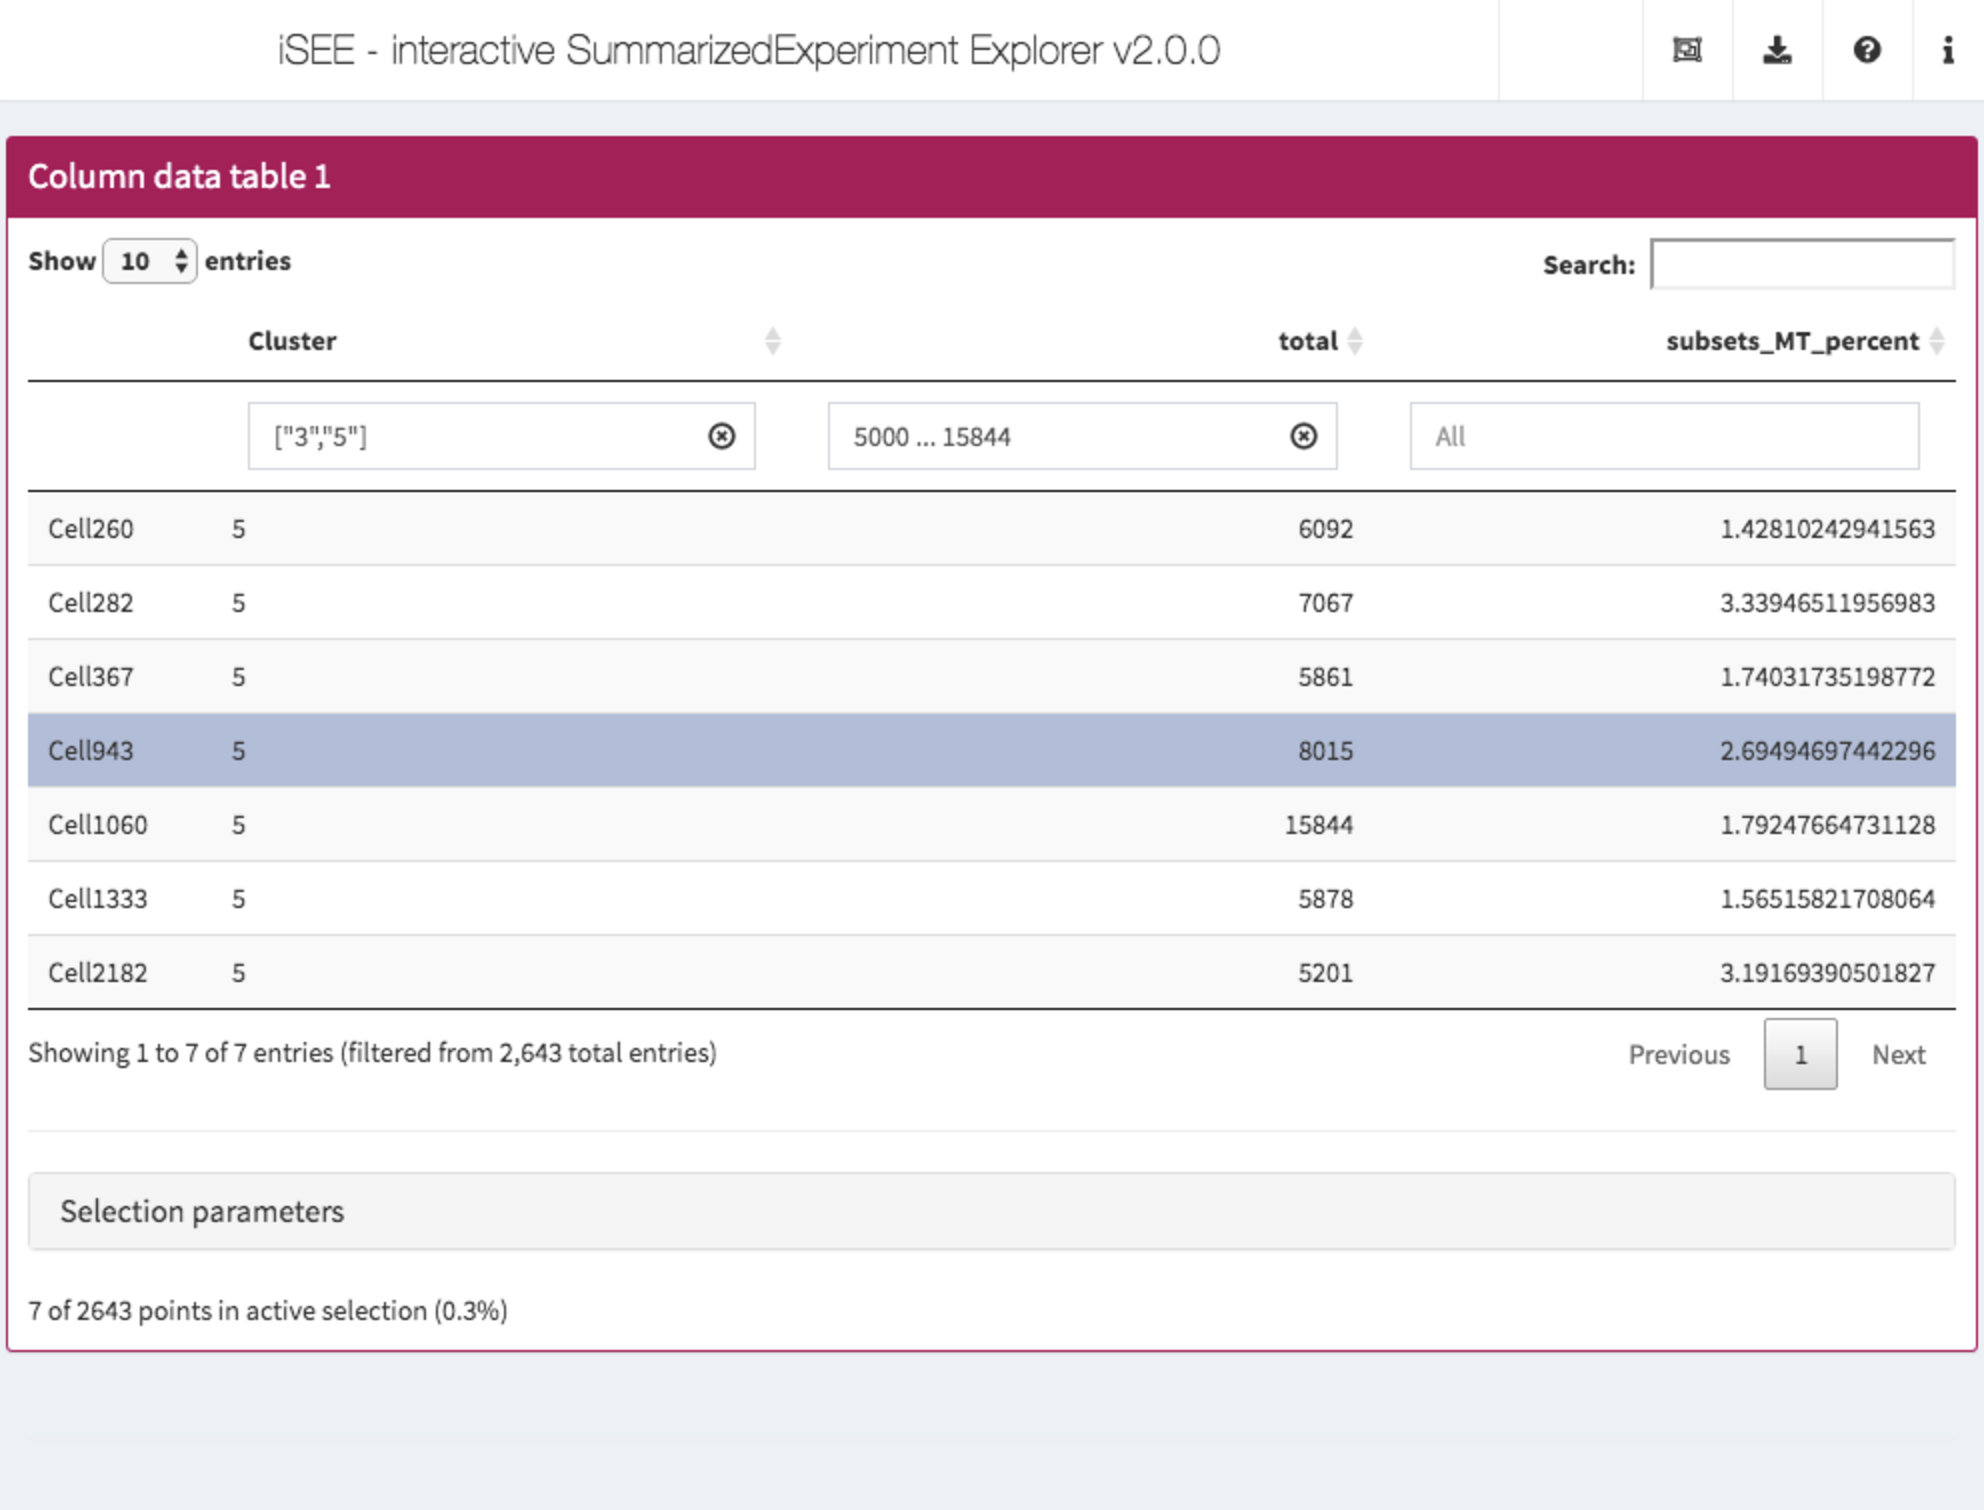 iSEE - interactive SummarizedExperiment Explorer v2.0.0
Column data table 1
Show 10 entries Search:
Cluster total subsets_MT_percent
["3","5"] 5000 ... 15844 All
Cell260 5 6092 1.42810242941563
Cell282 5 7067 3.33946511956983
Cell367 5 5861 1.74031735198772
Cell943 5 8015 2.69494697442296
Cell1060 5 15844 1.79247664731128
Cell1333 5 5878 1.56515821708064
Cell2182 5 5201 3.19169390501827
Showing 1 to 7 of 7 entries (filtered from 2,643 total entries) Previous 1 Next
Selection parameters
7 of 2643 points in active selection (0.3%)